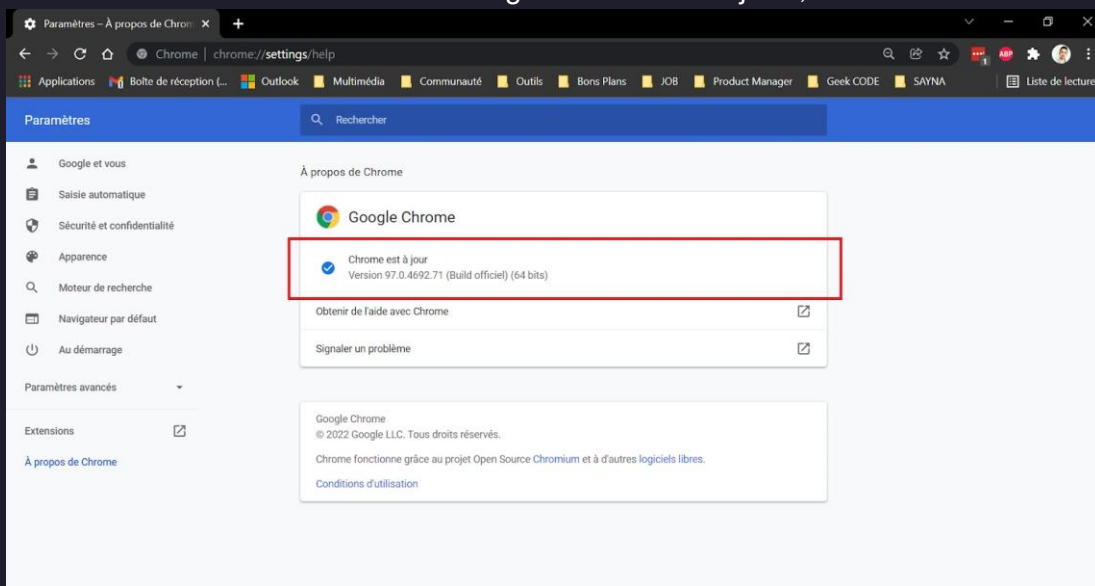 Paramètres – À propos de Chrom
Chrome | chrome://settings/help
1
ABP
Applications
Boîte de réception (...
Outlook
Multimédia
Communauté
Outils
Bons Plans
JOB
Product Manager
Geek CODE
SAYNA
Liste de lecture
Paramètres
Rechercher
Google et vous
Saisie automatique
Sécurité et confidentialité
Apparence
Moteur de recherche
Navigateur par défaut
Au démarrage
Paramètres avancés
Extensions
À propos de Chrome
À propos de Chrome
Google Chrome
Chrome est à jour
Version 97.0.4692.71 (Build officiel) (64 bits)
Obtenir de l'aide avec Chrome
Signaler un problème
Google Chrome
© 2022 Google LLC. Tous droits réservés.
Chrome fonctionne grâce au projet Open Source Chromium et à d'autres logiciels libres.
Conditions d'utilisation